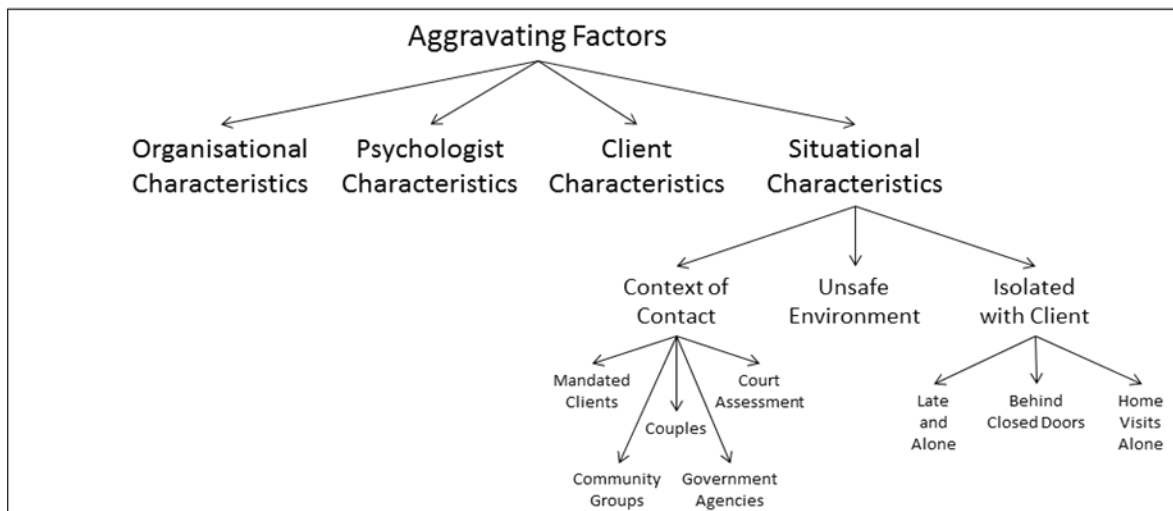 Aggravating Factors
Organisational
Characteristics
Psychologist
Characteristics
Client
Characteristics
Situational
Characteristics
Context of
Contact
Unsafe
Environment
Isolated
with Client
Mandated
Clients
Couples
Court
Assessment
Community
Groups
Government
Agencies
Late
and
Alone
Behind
Closed Doors
Home
Visits
Alone